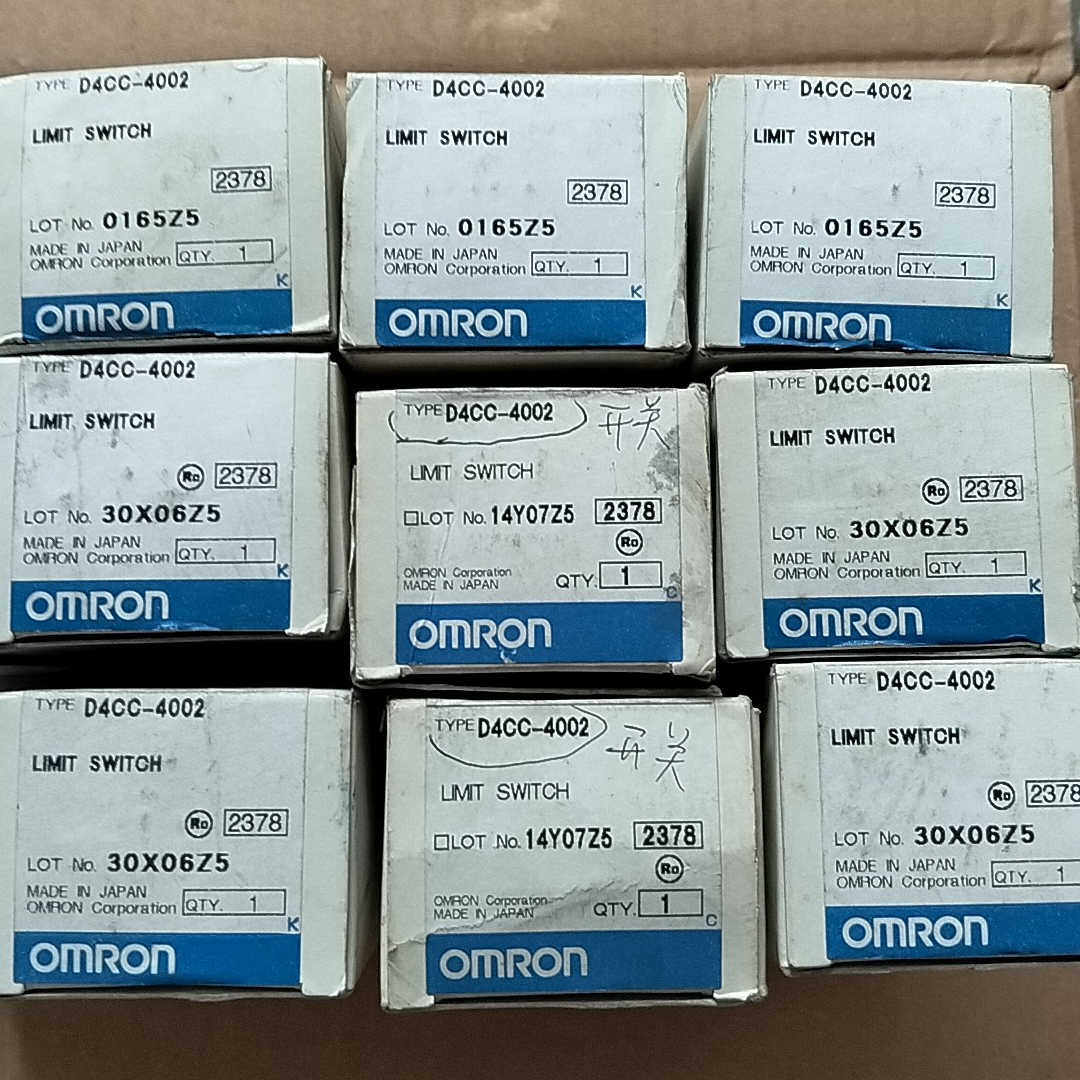 TYPE D4CC-4002
LIMIT SWITCH
2378
LOT No. 0165Z5
MADE IN JAPAN
OMRON Corporation QTY. 1
K
OMRON
TYPE D4CC-4002
LIMIT SWITCH
2378
LOT No. 0165Z5
MADE IN JAPAN
OMRON Corporation QTY. 1
K
OMRON
TYPE D4CC-4002
LIMIT SWITCH
2378
LOT No. 0165Z5
MADE IN JAPAN
OMRON Corporation QTY. 1
K
OMRON
TYPE D4CC-4002
LIMIT SWITCH
Ro 2378
LOT No. 30X06Z5
MADE IN JAPAN
OMRON Corporation QTY. 1
K
OMRON
TYPE D4CC-4002 开关
LIMIT SWITCH
LOT No. 14Y07Z5 2378
Ro
OMRON Corporation
MADE IN JAPAN QTY. 1
C
OMRON
TYPE D4CC-4002
LIMIT SWITCH
Ro 2378
LOT No. 30X06Z5
MADE IN JAPAN
OMRON Corporation QTY. 1
K
OMRON
TYPE D4CC-4002
LIMIT SWITCH
Ro 2378
LOT No. 30X06Z5
MADE IN JAPAN
OMRON Corporation QTY. 1
K
OMRON
TYPE D4CC-4002 开关
LIMIT SWITCH
LOT No. 14Y07Z5 2378
Ro
OMRON Corporation
MADE IN JAPAN QTY. 1
C
OMRON
TYPE D4CC-4002
LIMIT SWITCH
Ro 2378
LOT No. 30X06Z5
MADE IN JAPAN
OMRON Corporation QTY. 1
OMRON